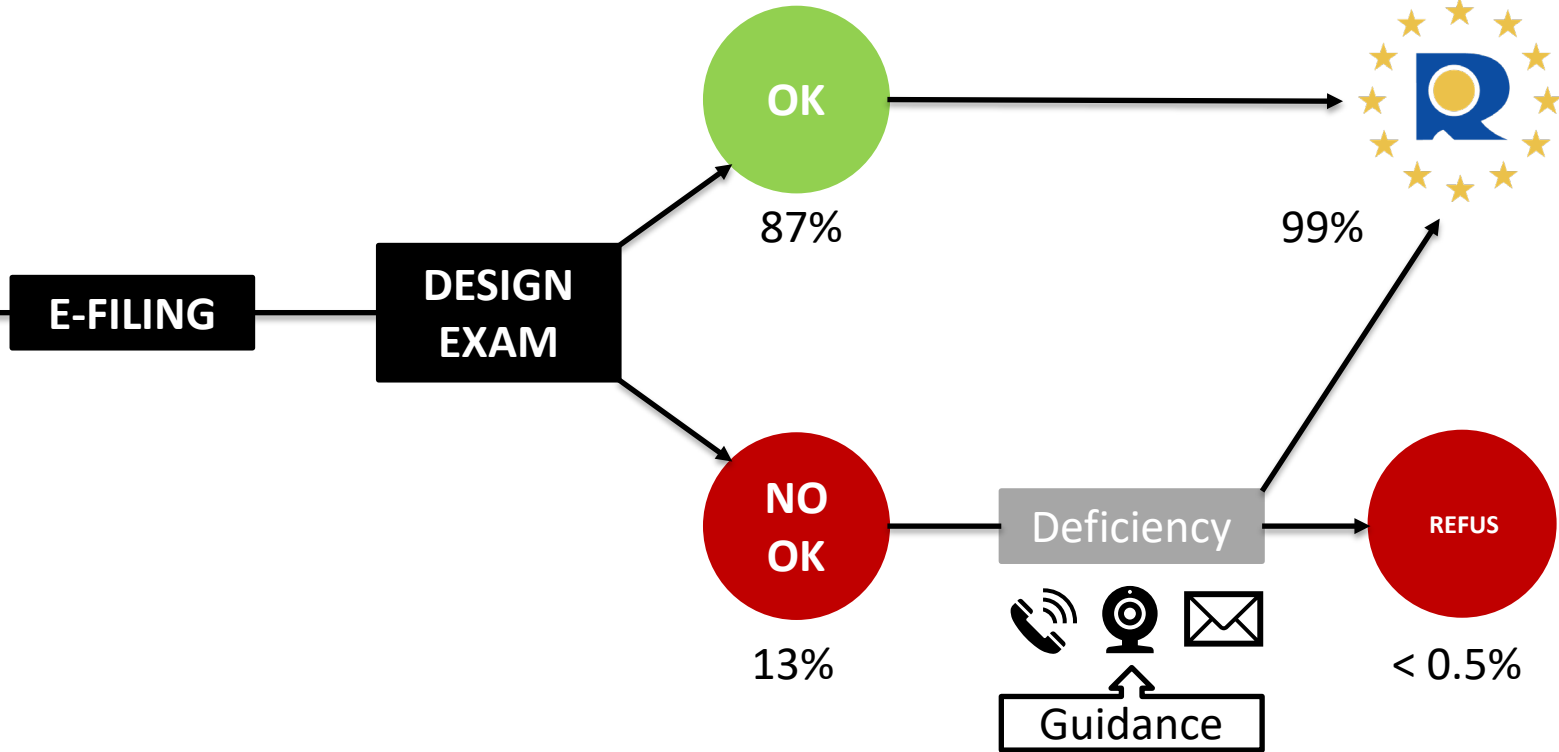 OK
87%
99%
E-FILING
DESIGN
EXAM
NO
OK
13%
Deficiency
REFUS
< 0.5%
Guidance